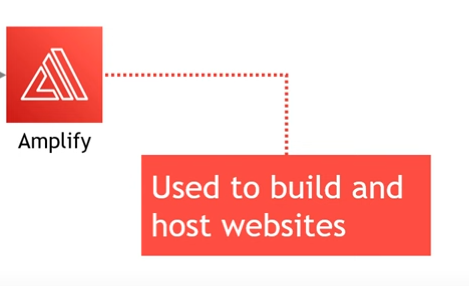 Amplify
Used to build and
host websites